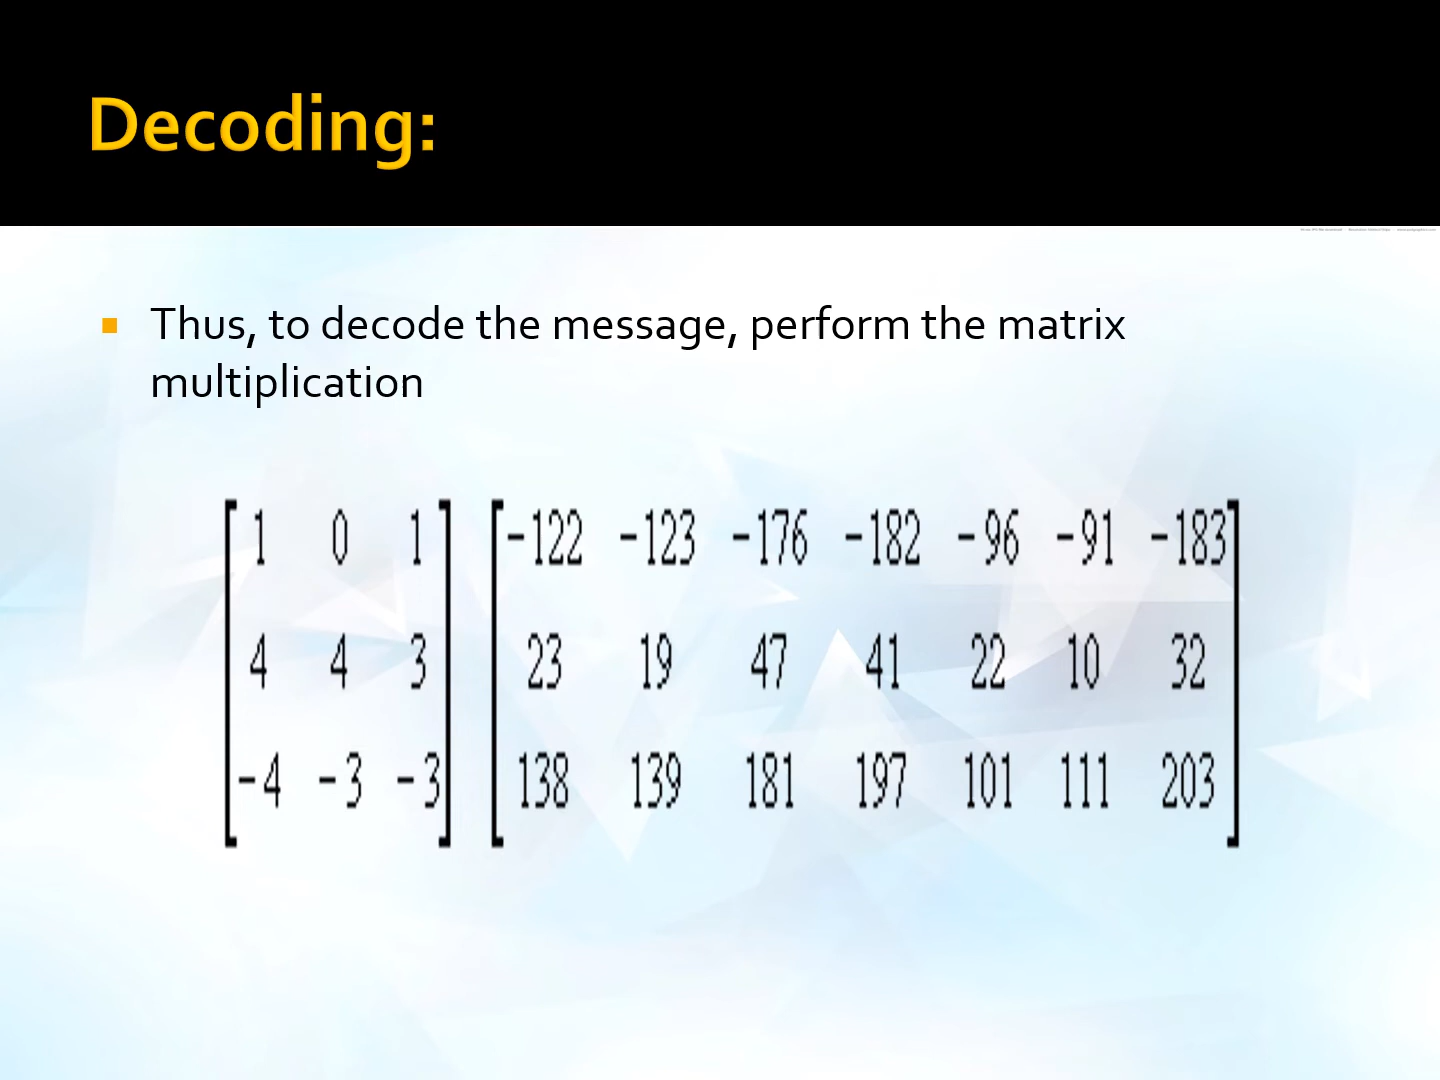 Decoding:
Thus, to decode the message, perform the matrix
multiplication
1 0 1 -122 -123 -176 -182 -96 -91 -183
4 4 3 23 19 47 41 22 10 32
-4 -3 -3 138 139 181 197 101 111 203